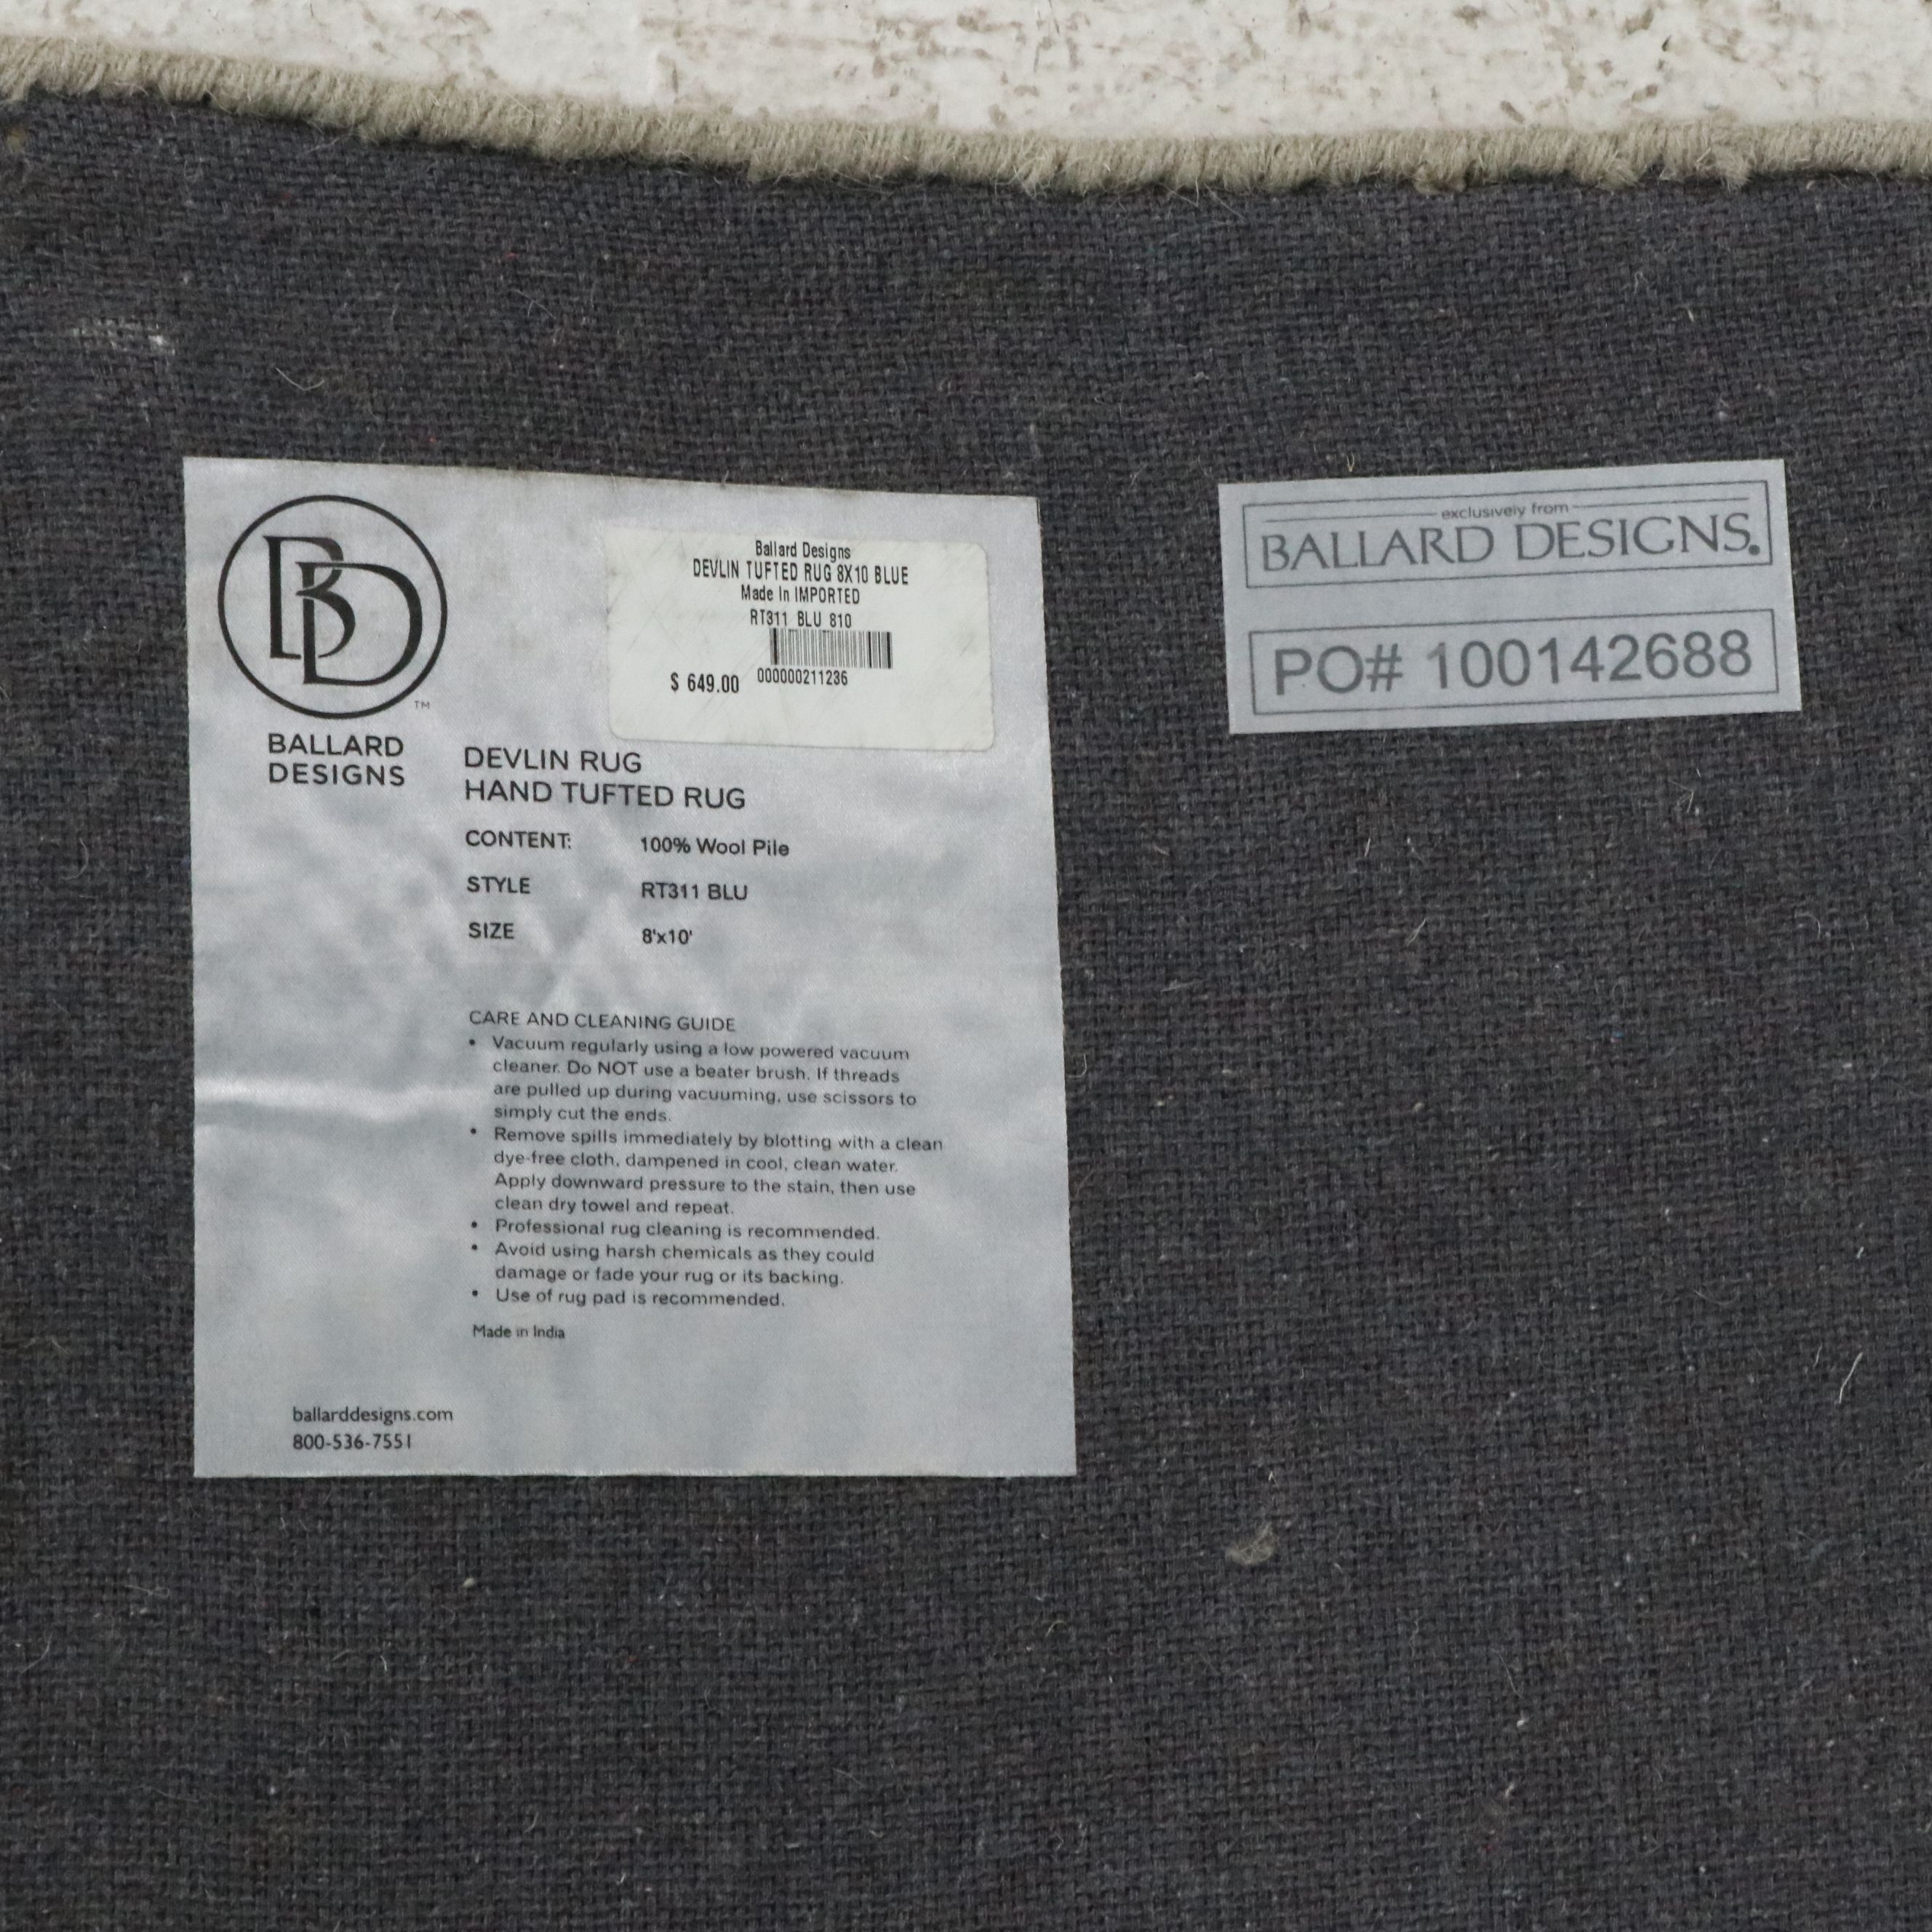 BD
TM
BALLARD
DESIGNS
Ballard Designs
DEVLIN TUFTED RUG 8X10 BLUE
Made In IMPORTED
RT311 BLU 810
000000211236
$ 649.00
DEVLIN RUG
HAND TUFTED RUG
CONTENT: 100% Wool Pile
STYLE RT311 BLU
SIZE 8'x10'
CARE AND CLEANING GUIDE
• Vacuum regularly using a low powered vacuum
cleaner. Do NOT use a beater brush. If threads
are pulled up during vacuuming, use scissors to
simply cut the ends.
• Remove spills immediately by blotting with a clean
dye-free cloth, dampened in cool, clean water.
Apply downward pressure to the stain, then use
clean dry towel and repeat.
• Professional rug cleaning is recommended.
• Avoid using harsh chemicals as they could
damage or fade your rug or its backing.
• Use of rug pad is recommended.
Made in India
ballarddesigns.com
800-536-7551
exclusively from
BALLARD DESIGNS®
PO# 100142688